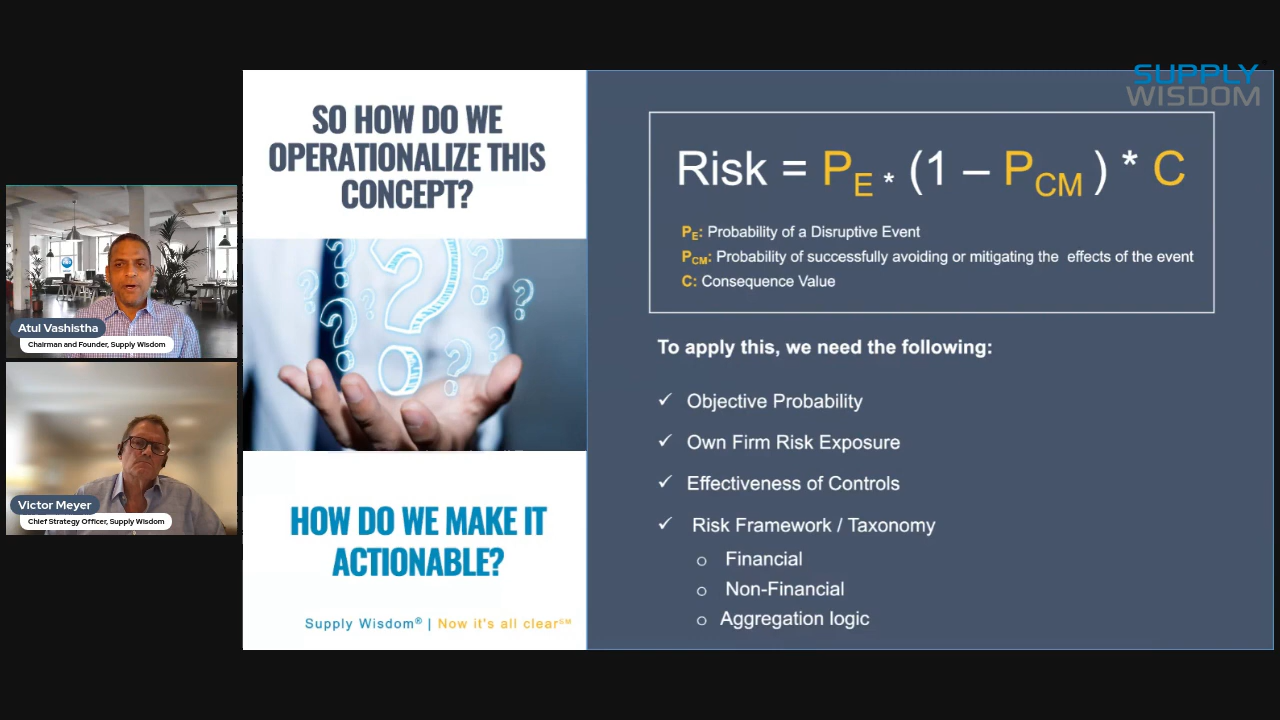 SUPPLY
WISDOM
SO HOW DO WE
OPERATIONALIZE THIS
CONCEPT?
HOW DO WE MAKE IT
ACTIONABLE?
Supply Wisdom® | Now it's all clear℠
Risk = PE * (1 – PCM) * C
PE: Probability of a Disruptive Event
PCM: Probability of successfully avoiding or mitigating the effects of the event
C: Consequence Value
To apply this, we need the following:
✓ Objective Probability
✓ Own Firm Risk Exposure
✓ Effectiveness of Controls
✓ Risk Framework / Taxonomy
o Financial
o Non-Financial
o Aggregation logic
Atul Vashistha
Chairman and Founder, Supply Wisdom
Victor Meyer
Chief Strategy Officer, Supply Wisdom